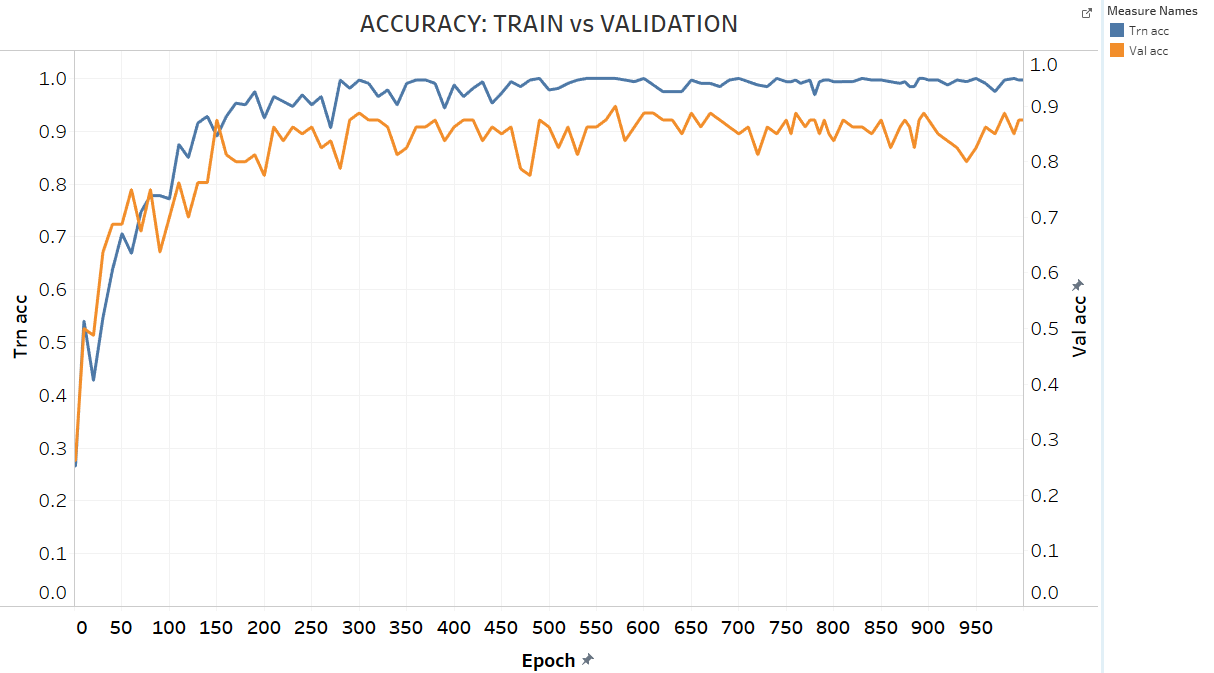 ACCURACY: TRAIN vs VALIDATION
Measure Names
Trn acc
Val acc
1.0
0.9
0.8
0.7
0.6
0.5
0.4
0.3
0.2
0.1
0.0
Trn acc
1.0
0.9
0.8
0.7
0.6
0.5
0.4
0.3
0.2
0.1
0.0
Val acc
0 50 100 150 200 250 300 350 400 450 500 550 600 650 700 750 800 850 900 950
Epoch